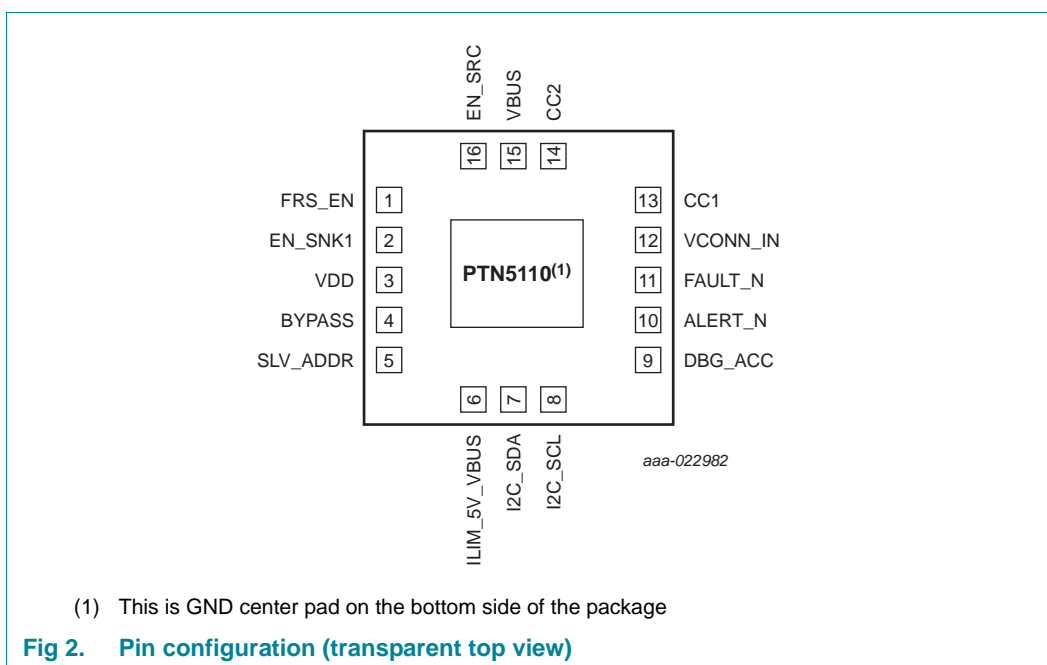 EN_SRC
VBUS
CC2
16
15
14
FRS_EN 1
13 CC1
EN_SNK1 2
12 VCONN_IN
VDD 3
PTN5110(1)
11 FAULT_N
BYPASS 4
10 ALERT_N
SLV_ADDR 5
9 DBG_ACC
6
7
8
ILIM_5V_VBUS
I2C_SDA
I2C_SCL
aaa-022982
(1) This is GND center pad on the bottom side of the package
Fig 2. Pin configuration (transparent top view)